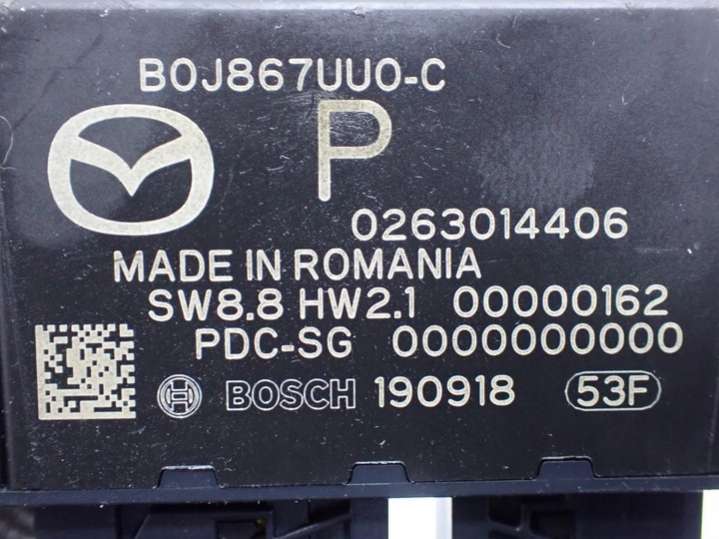 B0J867UU0-C
P
0263014406
MADE IN ROMANIA
SW8.8 HW2.1 00000162
PDC-SG 0000000000
BOSCH 190918 53F